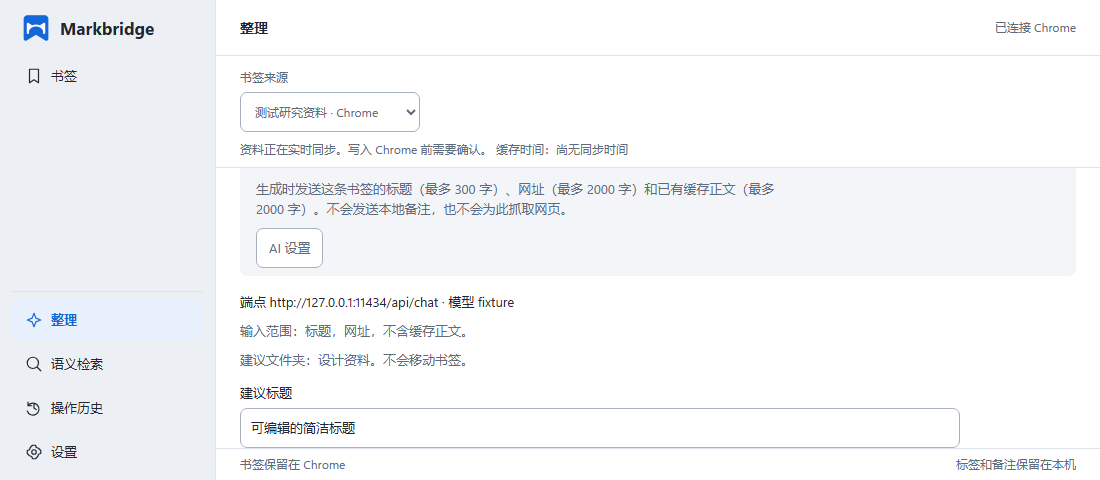 Markbridge
书签
整理
语义检索
操作历史
设置
整理
已连接 Chrome
书签来源
测试研究资料 · Chrome
资料正在实时同步。写入 Chrome 前需要确认。 缓存时间：尚无同步时间
生成时发送这条书签的标题（最多 300 字）、网址（最多 2000 字）和已有缓存正文（最多
2000 字）。不会发送本地备注，也不会为此抓取网页。
AI 设置
端点 http://127.0.0.1:11434/api/chat · 模型 fixture
输入范围：标题，网址，不含缓存正文。
建议文件夹：设计资料。不会移动书签。
建议标题
可编辑的简洁标题
书签保留在 Chrome
标签和备注保留在本机